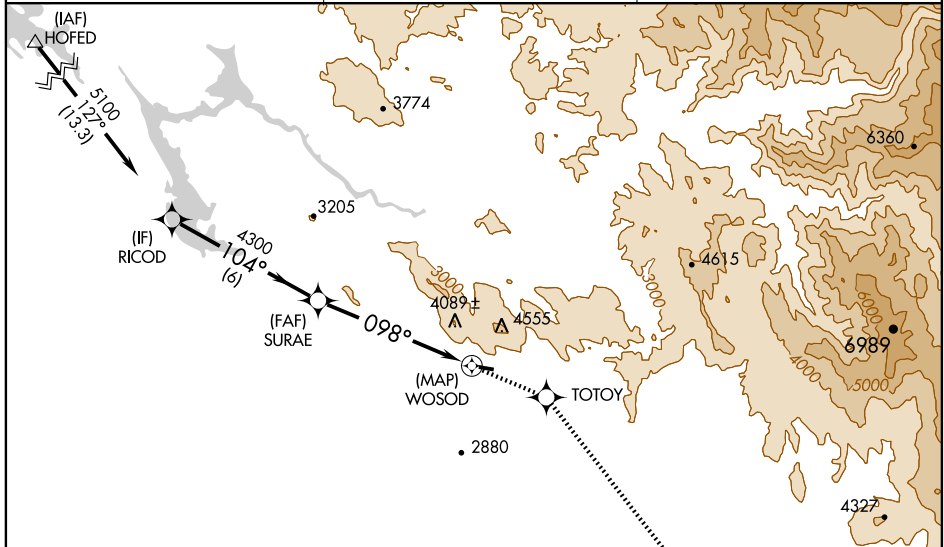 (IAF)
HOFED
5100
127°
(13.3)
3774
6360
3205
(IF)
RICOD
4300
104°
(6)
4615
3000
3000
4089±
4555
6000
(FAF)
SURAE
098°
6989
4000
5000
(MAP)
WOSOD
TOTOY
2880
4327